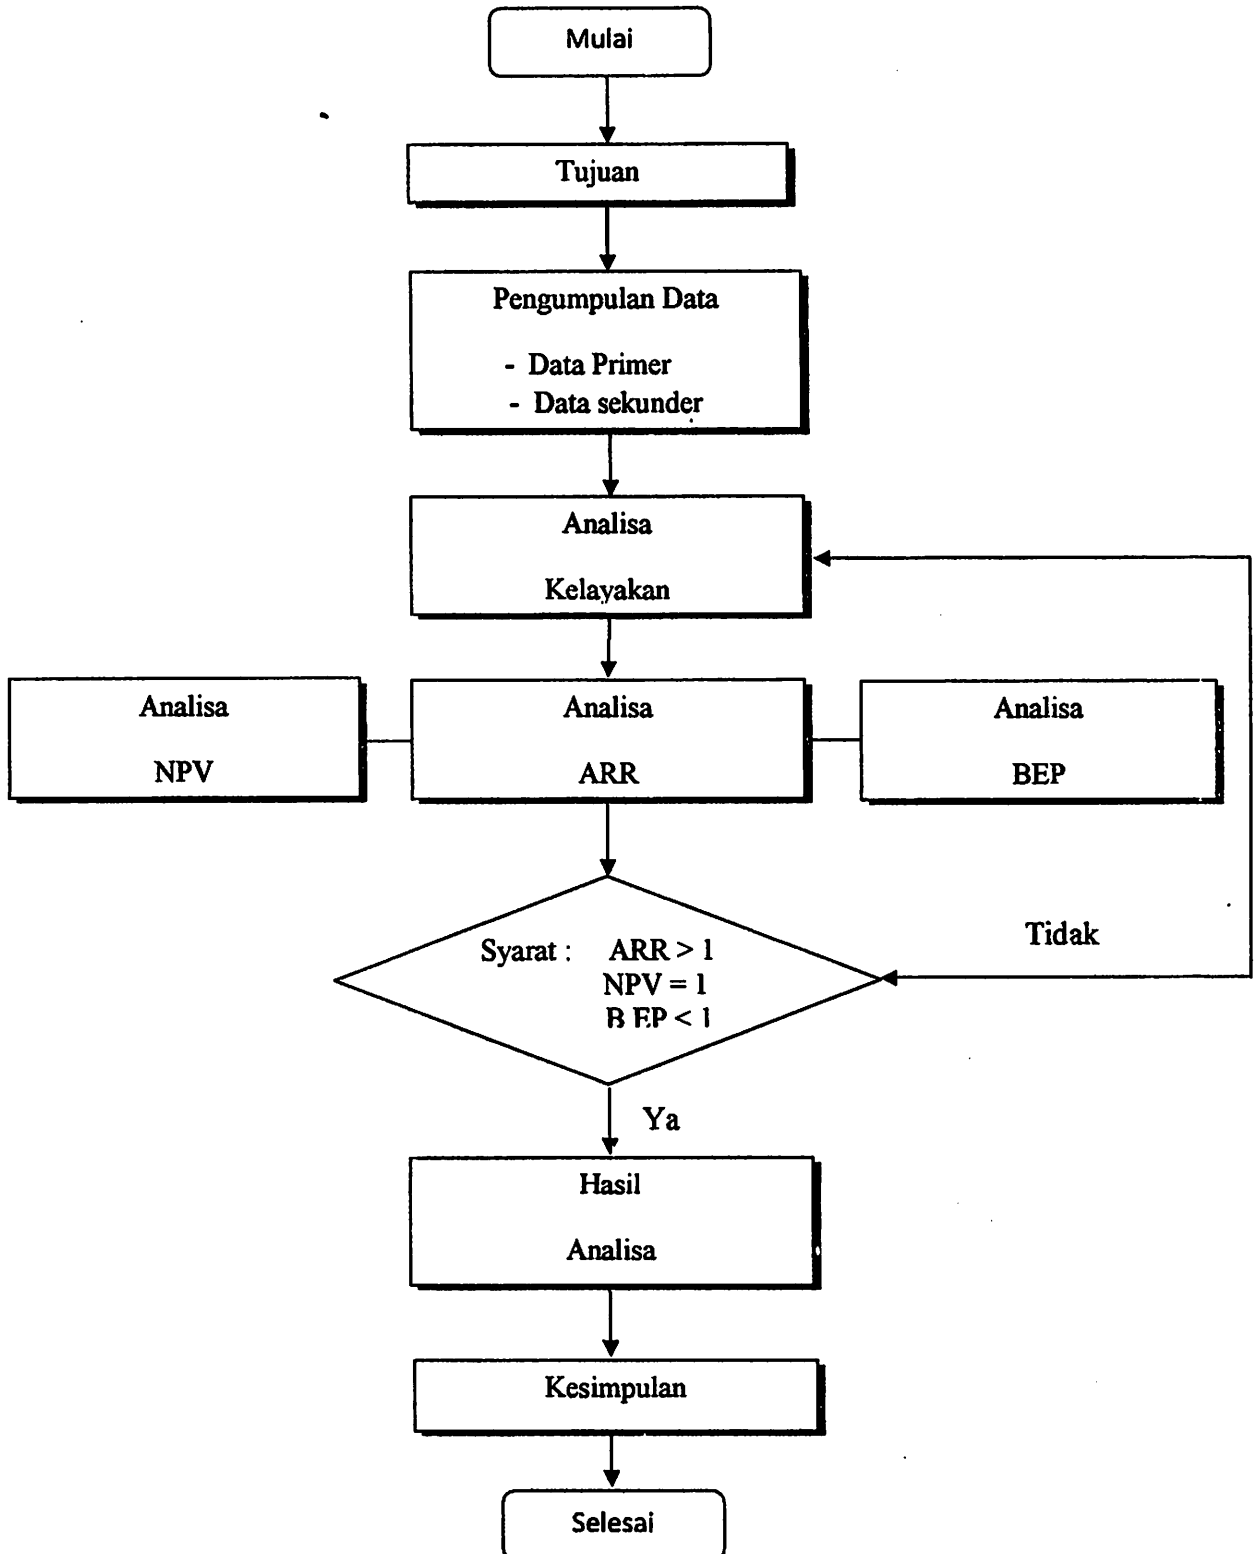 Mulai
Tujuan
Pengumpulan Data
- Data Primer
- Data sekunder
Analisa
Kelayakan
Analisa
NPV
Analisa
ARR
Analisa
BEP
Syarat : ARR > 1
NPV = 1
B EP < 1
Tidak
Ya
Hasil
Analisa
Kesimpulan
Selesai